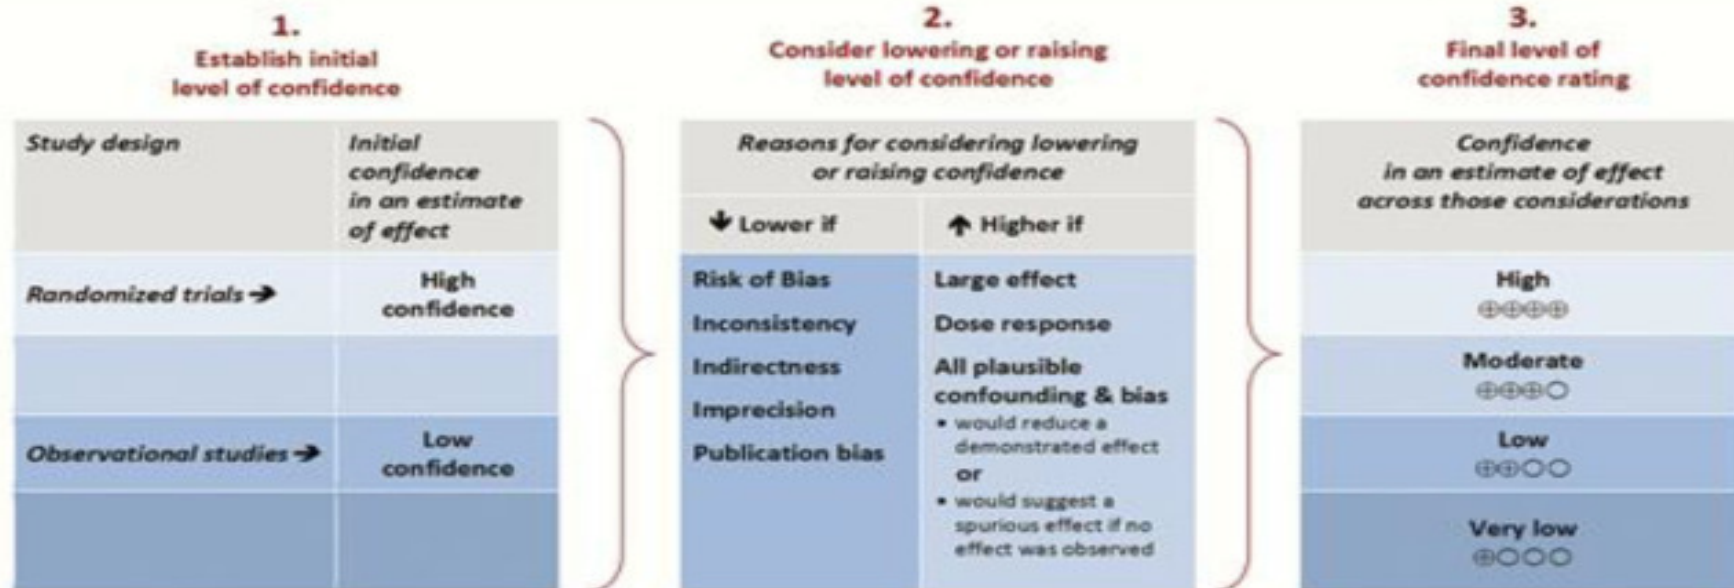 1.
Establish initial
level of confidence
Study design
Initial
confidence
in an estimate
of effect
Randomized trials →
High
confidence
Observational studies →
Low
confidence
2.
Consider lowering or raising
level of confidence
Reasons for considering lowering
or raising confidence
↓ Lower if
↑ Higher if
Risk of Bias
Inconsistency
Indirectness
Imprecision
Publication bias
Large effect
Dose response
All plausible
confounding & bias
• would reduce a
demonstrated effect
or
• would suggest a
spurious effect if no
effect was observed
3.
Final level of
confidence rating
Confidence
in an estimate of effect
across those considerations
High
⊕⊕⊕⊕
Moderate
⊕⊕⊕○
Low
⊕⊕○○
Very low
⊕○○○